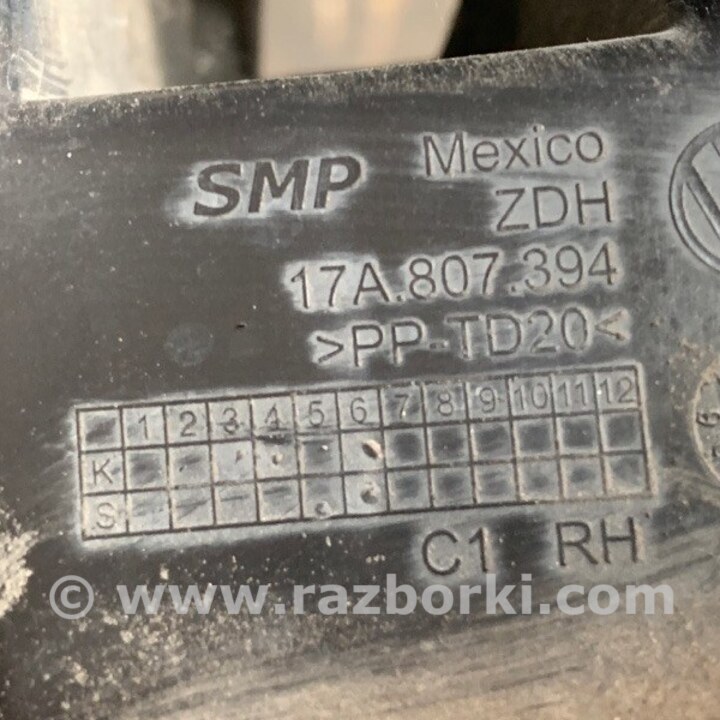 SMP Mexico
ZDH
17A.807.394
>PP-TD20<
1 2 3 4 5 6 7 8 9 10 11 12
K
S
C1 RH
© www.razborki.com